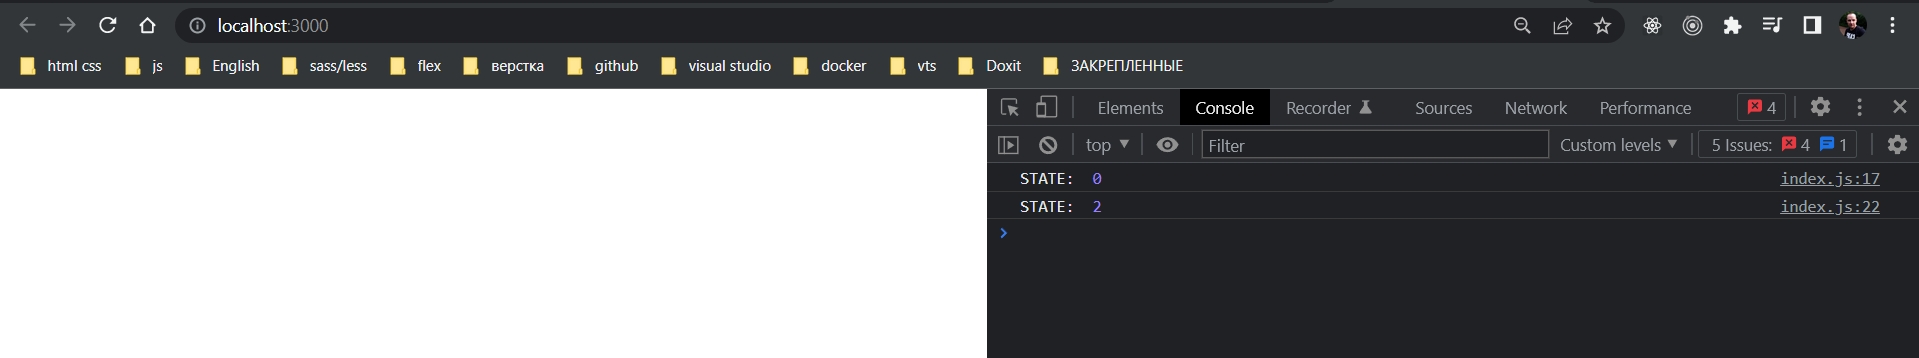 localhost:3000
html css js English sass/less flex верстка github visual studio docker vts Doxit ЗАКРЕПЛЕННЫЕ
Elements Console Recorder Sources Network Performance 4
top Filter Custom levels 5 Issues: 4 1
STATE: 0 index.js:17
STATE: 2 index.js:22